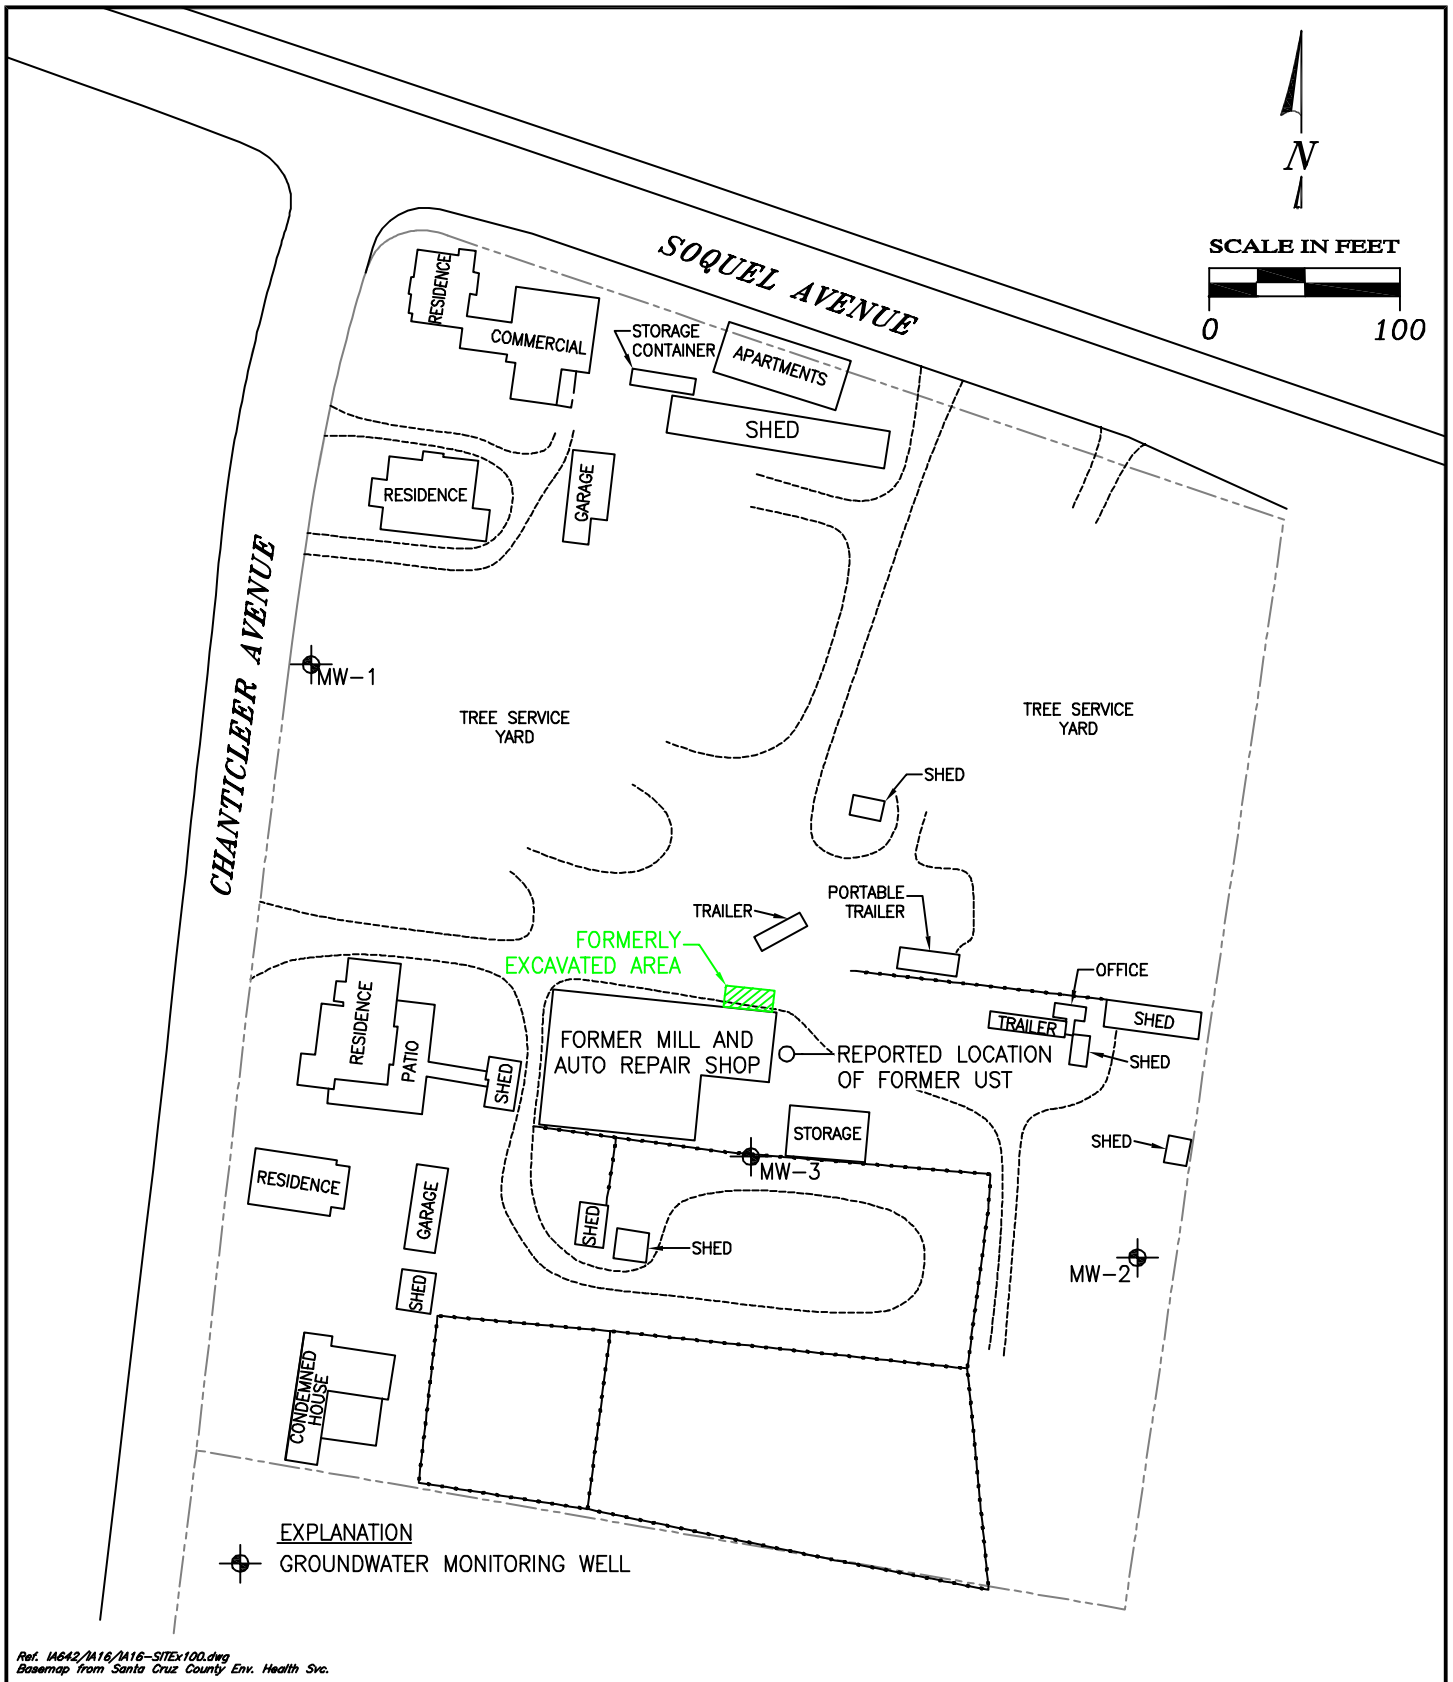 N
SCALE IN FEET
0 100
SOQUEL AVENUE
RESIDENCE
COMMERCIAL
STORAGE
CONTAINER
APARTMENTS
SHED
RESIDENCE
GARAGE
CHANTICLEER AVENUE
MW-1
TREE SERVICE
YARD
TREE SERVICE
YARD
SHED
PORTABLE
TRAILER
TRAILER
FORMERLY
EXCAVATED AREA
OFFICE
TRAILER
SHED
SHED
RESIDENCE
PATIO
SHED
FORMER MILL AND
AUTO REPAIR SHOP
REPORTED LOCATION
OF FORMER UST
STORAGE
SHED
MW-3
RESIDENCE
GARAGE
SHED
SHED
MW-2
SHED
CONDEMNED
HOUSE
EXPLANATION
GROUNDWATER MONITORING WELL
Ref. IA642/IA16/IA16-SITEx100.dwg
Basemap from Santa Cruz County Env. Health Svc.